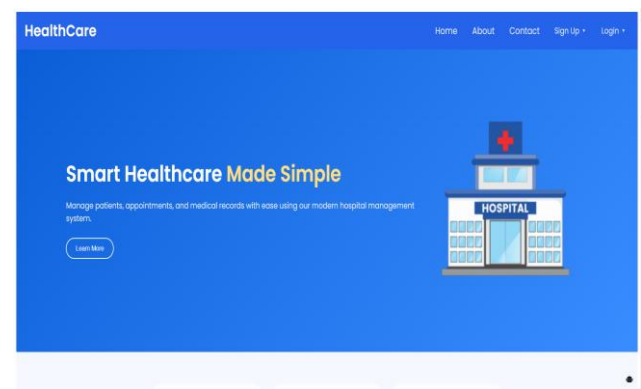 HealthCare
Home About Contact Sign Up Login
Smart Healthcare Made Simple
Manage patients, appointments, and medical records with ease using our modern hospital management
system.
Learn More
HOSPITAL